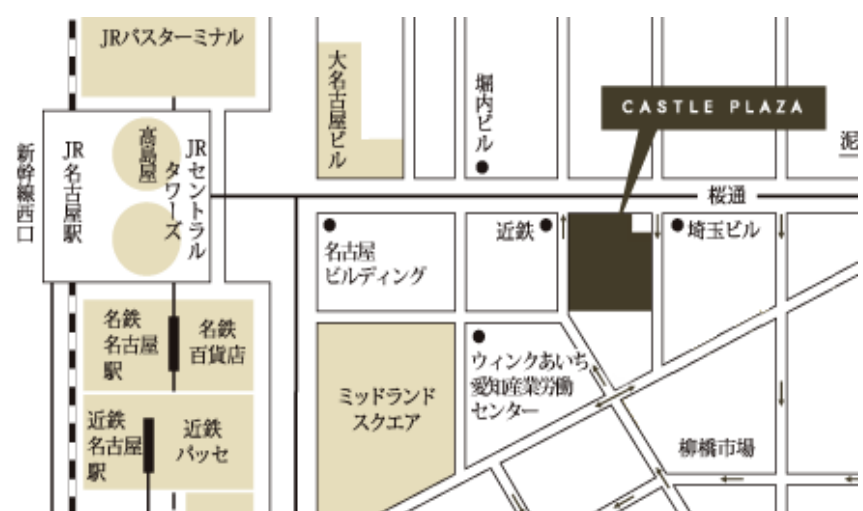 JRバスターミナル
大名古屋ビル
堀内ビル
CASTLE PLAZA
泥
新幹線西口
JR名古屋駅
高島屋
JRセントラル
タワーズ
桜通
名古屋
ビルディング
近鉄
埼玉ビル
名鉄
名古屋
駅
名鉄
百貨店
ミッドランド
スクエア
ウィンクあいち
愛知産業労働
センター
近鉄
名古屋
駅
近鉄
パッセ
柳橋市場